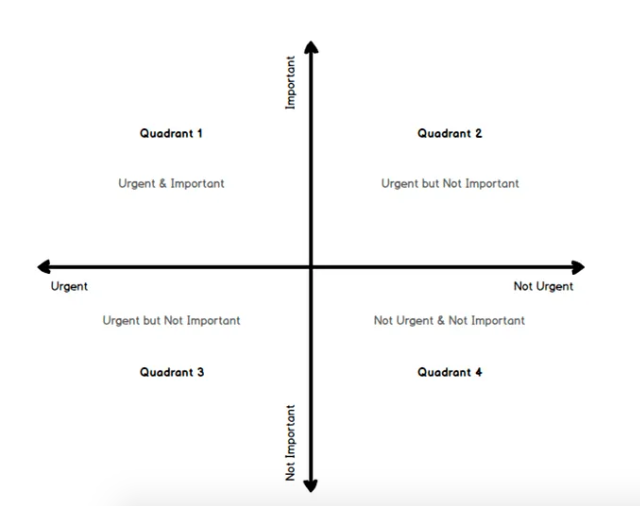 Important
Quadrant 1
Quadrant 2
Urgent & Important
Urgent but Not Important
Urgent
Not Urgent
Urgent but Not Important
Not Urgent & Not Important
Quadrant 3
Quadrant 4
Not Important